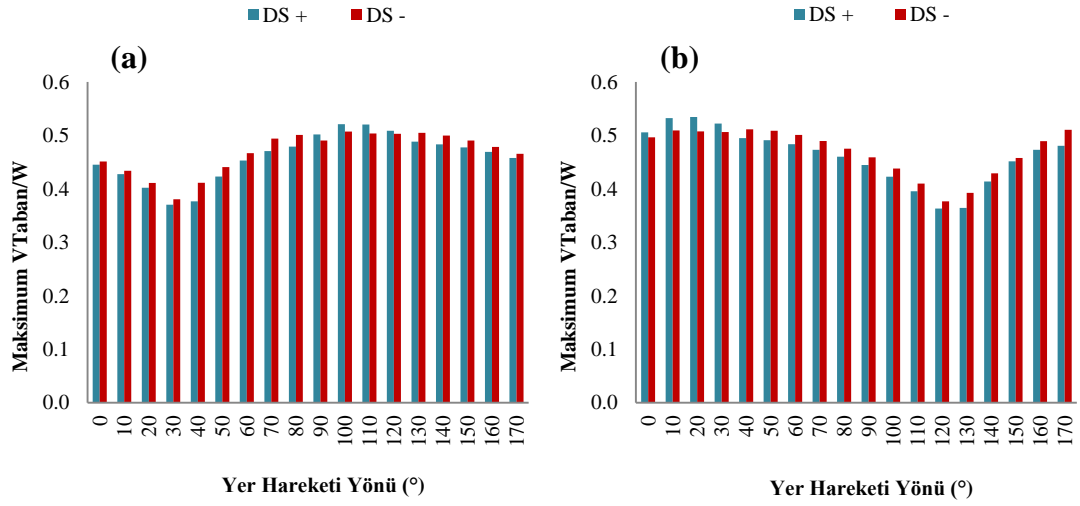 DS + DS -
(a)
Maksimum VTaban/W
0.6
0.5
0.4
0.3
0.2
0.1
0.0
0 10 20 30 40 50 60 70 80 90 100 110 120 130 140 150 160 170
Yer Hareketi Yönü (°)
DS + DS -
(b)
Maksimum VTaban/W
0.6
0.5
0.4
0.3
0.2
0.1
0.0
0 10 20 30 40 50 60 70 80 90 100 110 120 130 140 150 160 170
Yer Hareketi Yönü (°)